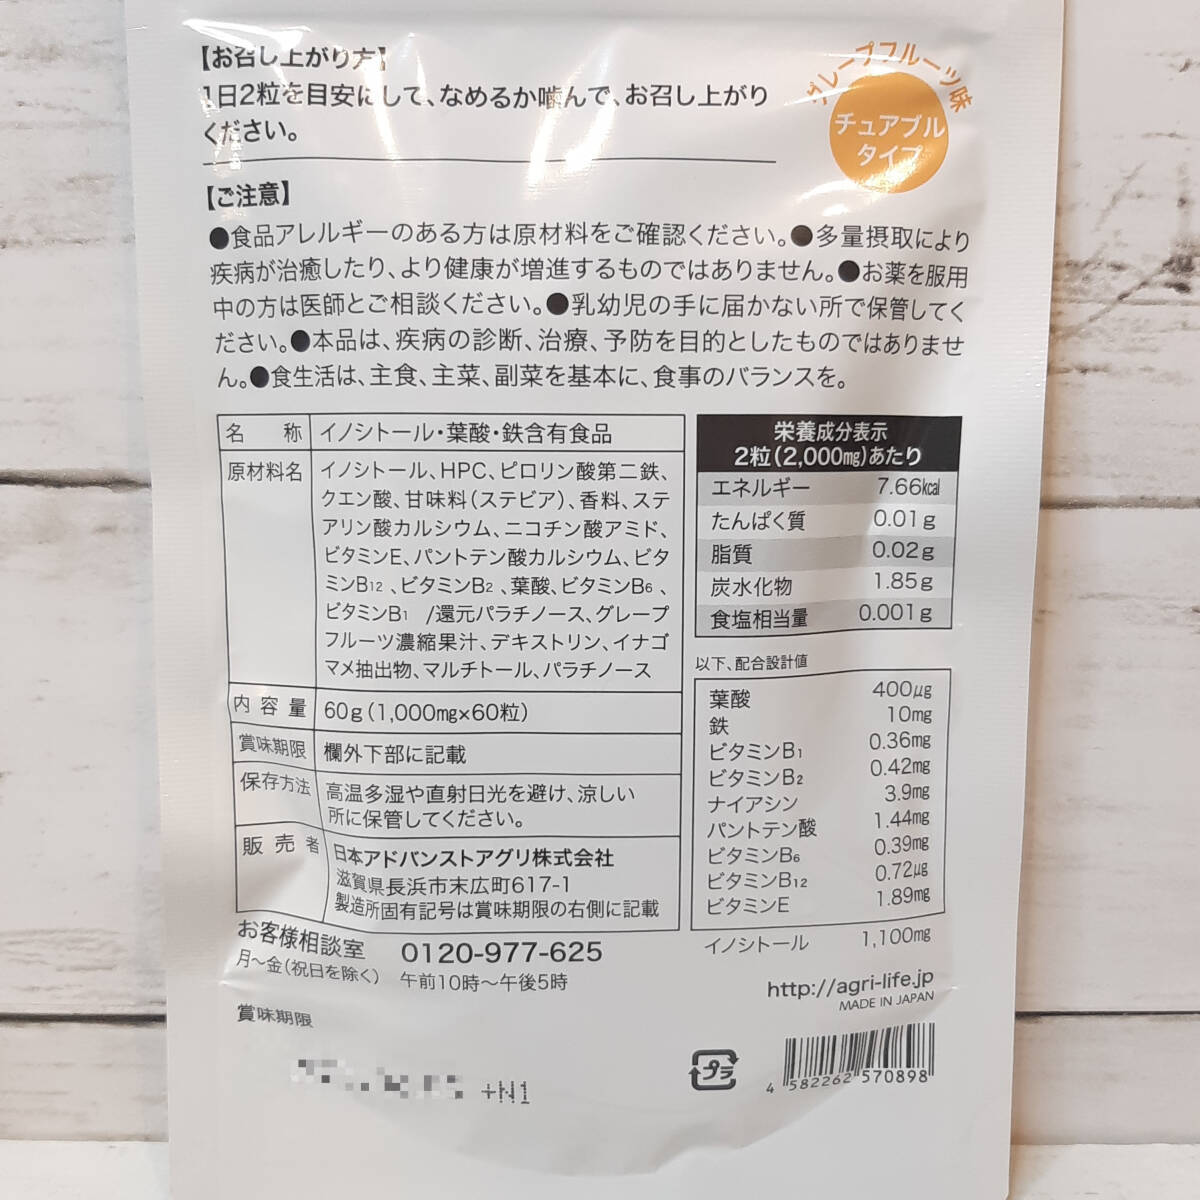 【お召し上がり方】
1日2粒を目安にして、なめるか噛んで、お召し上がり
ください。
グレープフルーツ味
チュアブル
タイプ
【ご注意】
●食品アレルギーのある方は原材料をご確認ください。●多量摂取により
疾病が治癒したり、より健康が増進するものではありません。●お薬を服用
中の方は医師とご相談ください。●乳幼児の手に届かない所で保管してく
ださい。●本品は、疾病の診断、治療、予防を目的としたものではありませ
ん。●食生活は、主食、主菜、副菜を基本に、食事のバランスを。
名 称 イノシトール・葉酸・鉄含有食品
原材料名 イノシトール、HPC、ピロリン酸第二鉄、
クエン酸、甘味料(ステビア)、香料、ステ
アリン酸カルシウム、ニコチン酸アミド、
ビタミンE、パントテン酸カルシウム、ビタ
ミンB12、ビタミンB2、葉酸、ビタミンB6、
ビタミンB1 /還元パラチノース、グレープ
フルーツ濃縮果汁、デキストリン、イナゴ
マメ抽出物、マルチトール、パラチノース
内容量 60g(1,000mg×60粒)
賞味期限 欄外下部に記載
保存方法 高温多湿や直射日光を避け、涼しい
所に保管してください。
販売者 日本アドバンストアグリ株式会社
滋賀県長浜市末広町617-1
製造所固有記号は賞味期限の右側に記載
栄養成分表示
2粒(2,000mg)あたり
エネルギー 7.66kcal
たんぱく質 0.01g
脂質 0.02g
炭水化物 1.85g
食塩相当量 0.001g
以下、配合設計値
葉酸 400μg
鉄 10mg
ビタミンB1 0.36mg
ビタミンB2 0.42mg
ナイアシン 3.9mg
パントテン酸 1.44mg
ビタミンB6 0.39mg
ビタミンB12 0.72μg
ビタミンE 1.89mg
イノシトール 1,100mg
お客様相談室 0120-977-625
月〜金(祝日を除く) 午前10時〜午後5時
http://agri-life.jp
MADE IN JAPAN
賞味期限
+N1
プラ
4 582262 570898